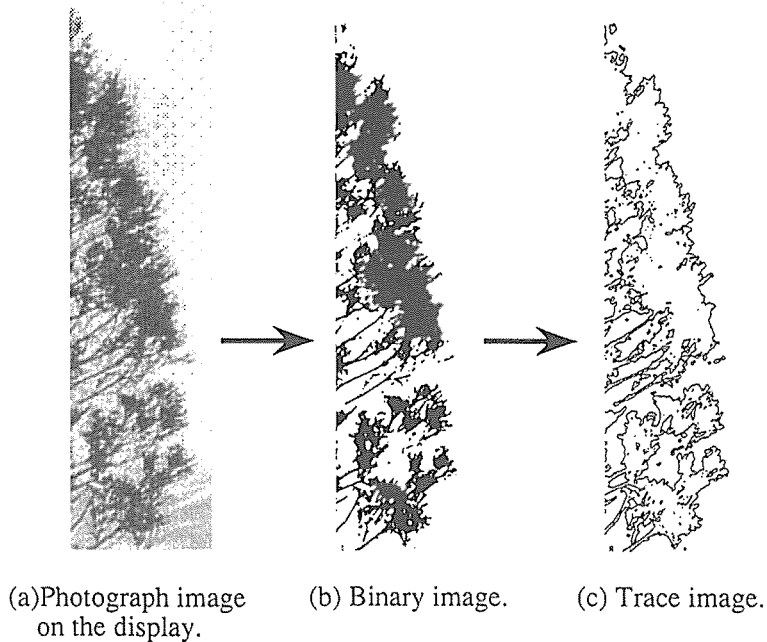 (a)Photograph image
on the display.
(b) Binary image.
(c) Trace image.